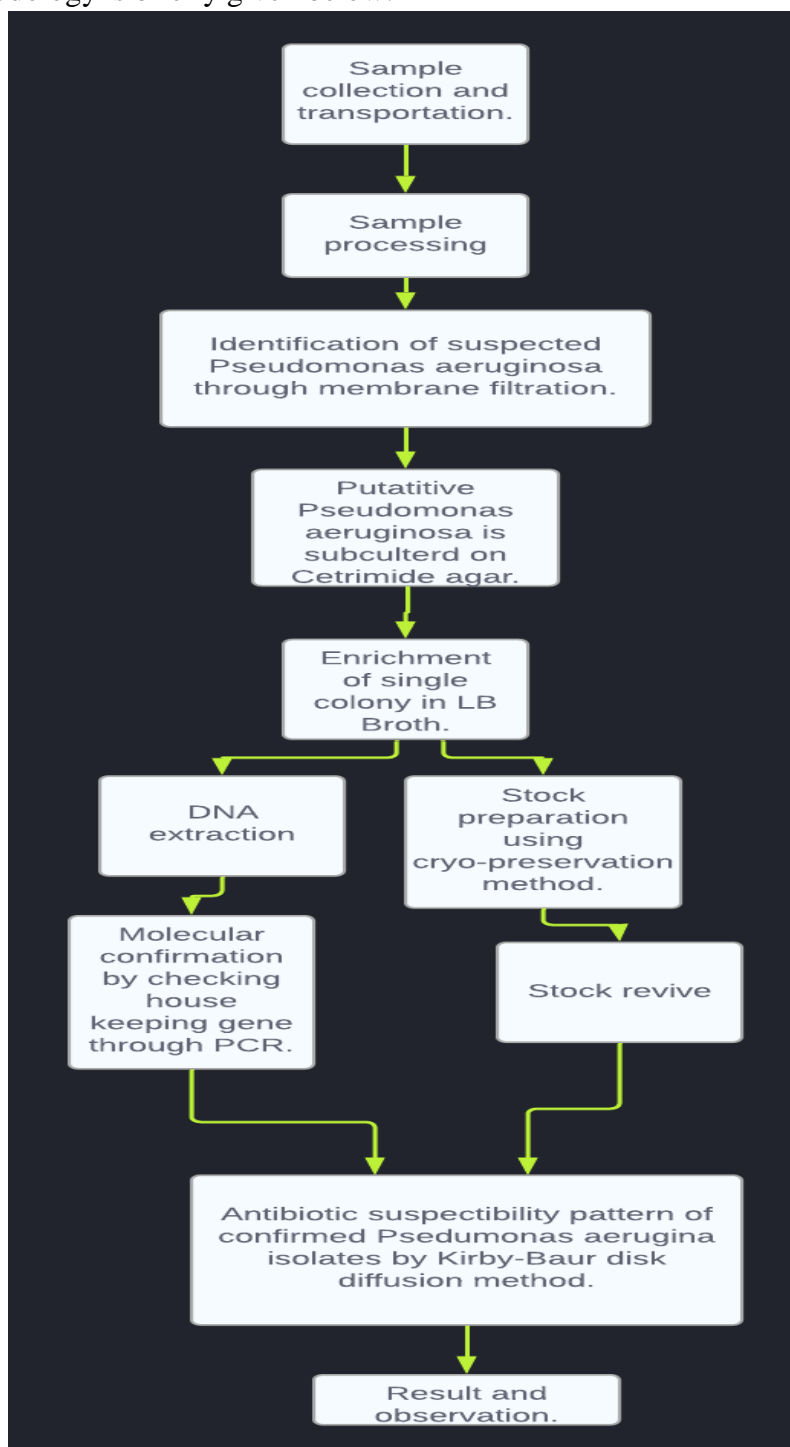 Sample
collection and
transportation.
Sample
processing
Identification of suspected
Pseudomonas aeruginosa
through membrane filtration.
Putatitive
Pseudomonas
aeruginosa is
subculterd on
Cetrimide agar.
Enrichment
of single
colony in LB
Broth.
DNA
extraction
Stock
preparation
using
cryo-preservation
method.
Molecular
confirmation
by checking
house
keeping gene
through PCR.
Stock revive
Antibiotic suspectibility pattern of
confirmed Psedumonas aerugina
isolates by Kirby-Baur disk
diffusion method.
Result and
observation.